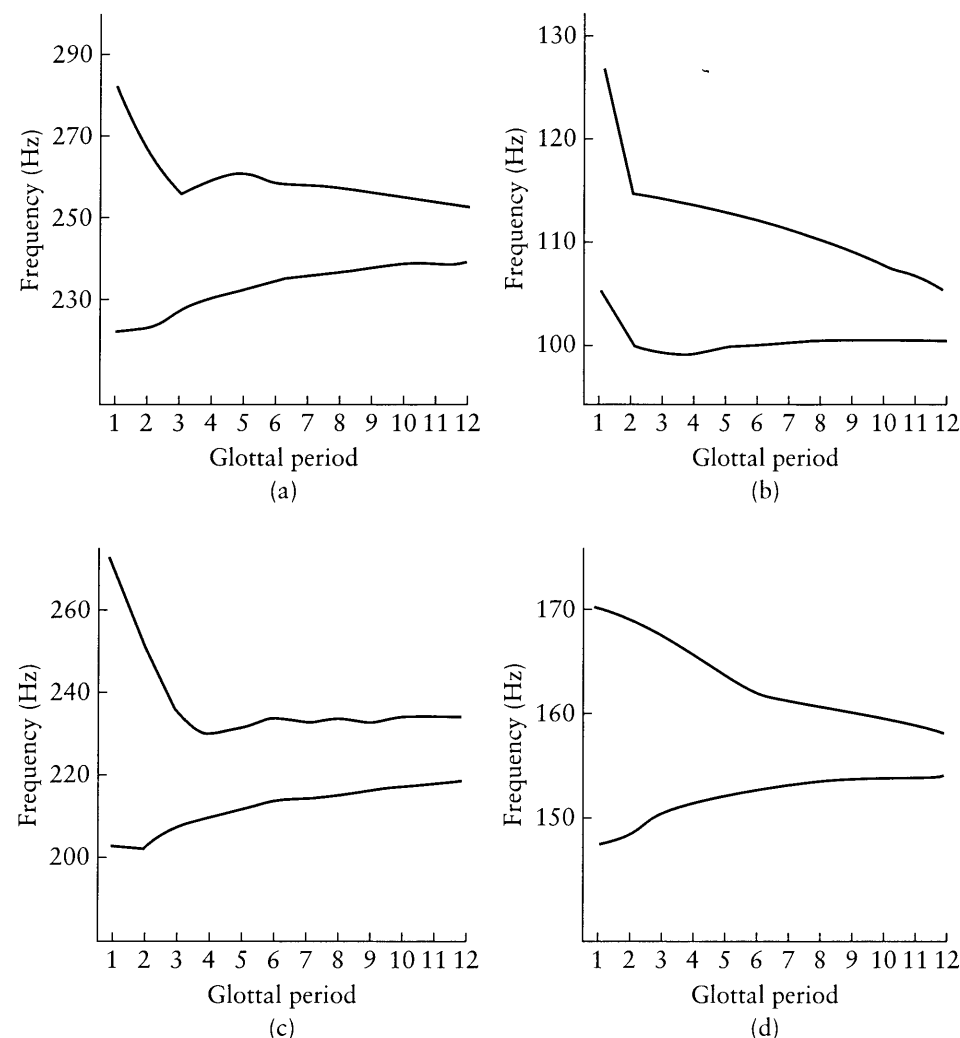 290
270
250
230
Frequency (Hz)
1 2 3 4 5 6 7 8 9 10 11 12
Glottal period
(a)
130
120
110
100
Frequency (Hz)
1 2 3 4 5 6 7 8 9 10 11 12
Glottal period
(b)
260
240
220
200
Frequency (Hz)
1 2 3 4 5 6 7 8 9 10 11 12
Glottal period
(c)
170
160
150
Frequency (Hz)
1 2 3 4 5 6 7 8 9 10 11 12
Glottal period
(d)